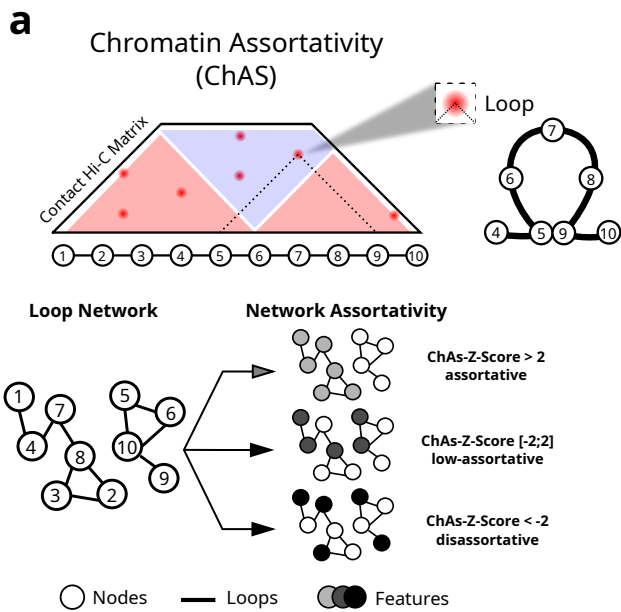 a
Chromatin Assortativity
(ChAS)
Contact Hi-C Matrix
Loop
7
6 8
4 5 9 10
1 2 3 4 5 6 7 8 9 10
Loop Network
Network Assortativity
ChAs-Z-Score > 2
assortative
1 7 5 6
4 8 10
3 2 9
ChAs-Z-Score [-2;2]
low-assortative
ChAs-Z-Score < -2
disassortative
Nodes Loops Features